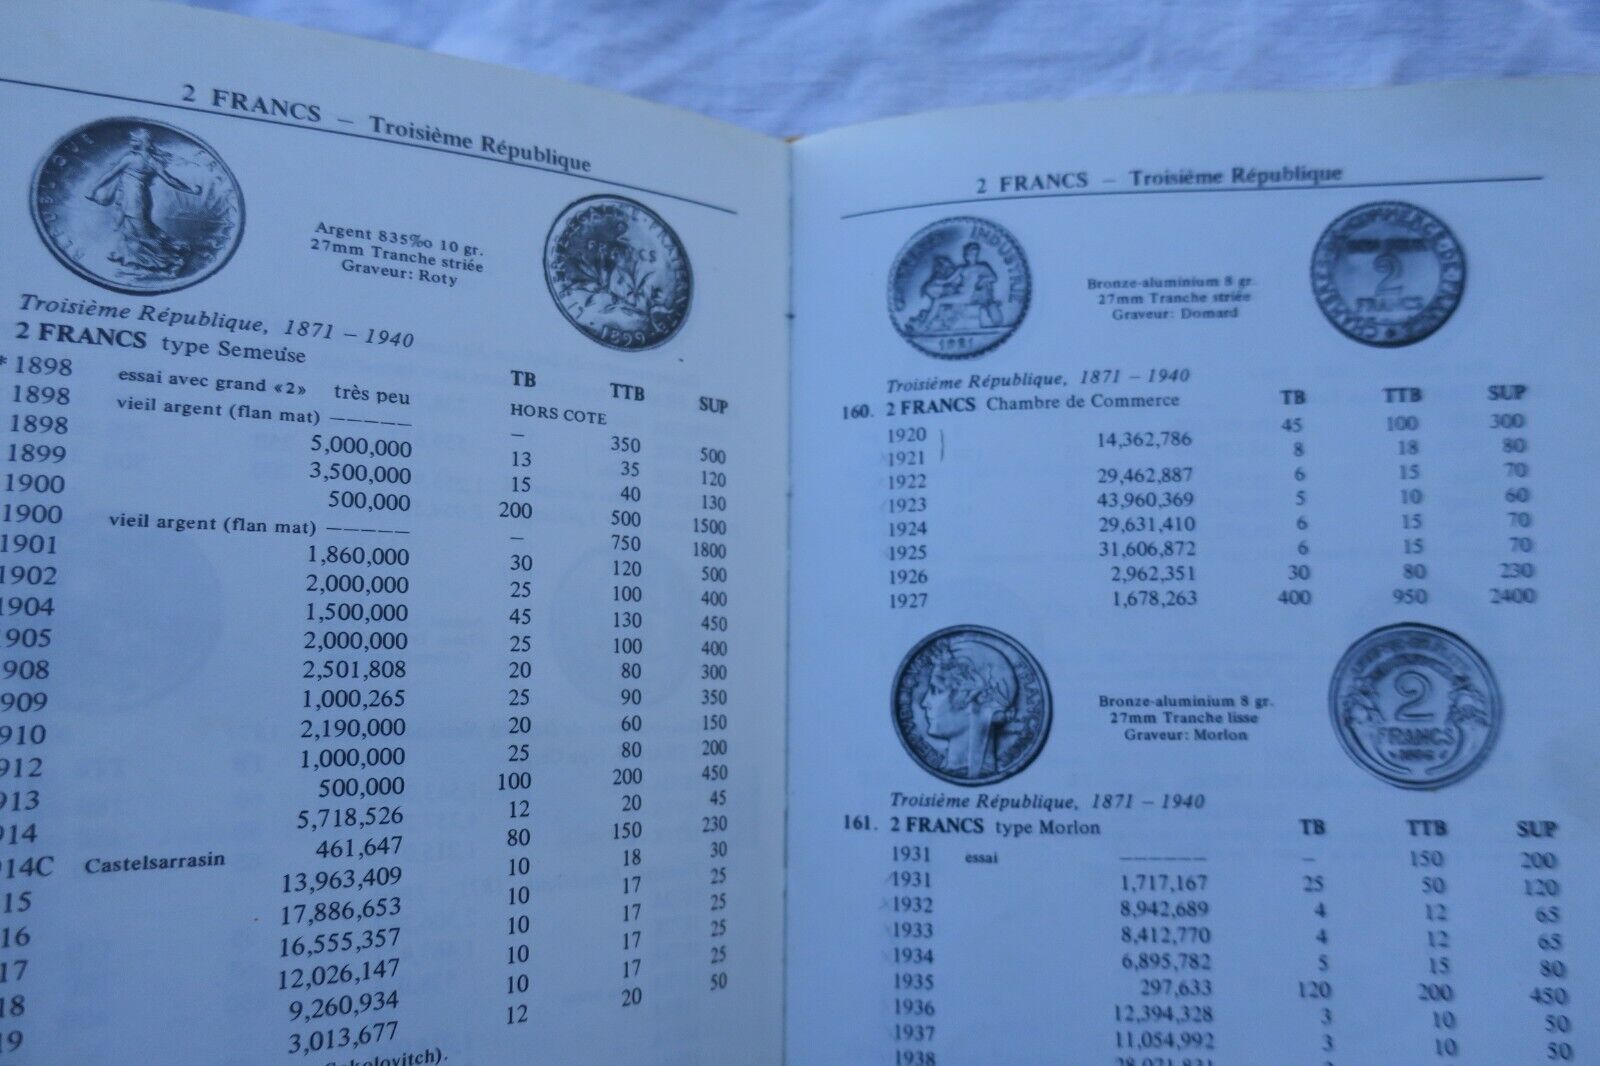 2 FRANCS – Troisième République
REPUBLIQUE FRANÇAISE
Argent 835‰ 10 gr.
27mm Tranche striée
Graveur: Roty
2 FRANCS
1899
Troisième République, 1871 – 1940
2 FRANCS type Semeuse TB TTB SUP
* 1898 essai avec grand «2» très peu HORS COTE
1898 vieil argent (flan mat) ––––– – 350 500
1898 5,000,000 13 35 120
1899 3,500,000 15 40 130
1900 500,000 200 500 1500
1900 vieil argent (flan mat) ––––– – 750 1800
1901 1,860,000 30 120 500
1902 2,000,000 25 100 400
1904 1,500,000 45 130 450
1905 2,000,000 25 100 400
908 2,501,808 20 80 300
909 1,000,265 25 90 350
910 2,190,000 20 60 150
912 1,000,000 25 80 200
913 500,000 100 200 450
914 5,718,526 12 20 45
14C Castelsarrasin 461,647 80 150 230
15 13,963,409 10 18 30
16 17,886,653 10 17 25
17 16,555,357 10 17 25
18 12,026,147 10 17 25
19 9,260,934 10 17 25
3,013,677 12 20 50
2 FRANCS – Troisième République
INDUSTRIE
1921
Bronze-aluminium 8 gr.
27mm Tranche striée
Graveur: Domard
2
FRANCS
Troisième République, 1871 – 1940
160. 2 FRANCS Chambre de Commerce TB TTB SUP
1920 45 100 300
14,362,786
1921 8 18 80
1922 29,462,887 6 15 70
1923 43,960,369 5 10 60
1924 29,631,410 6 15 70
1925 31,606,872 6 15 70
1926 2,962,351 30 80 230
1927 1,678,263 400 950 2400
Bronze-aluminium 8 gr.
27mm Tranche lisse
Graveur: Morlon
2
FRANCS
Troisième République, 1871 – 1940
161. 2 FRANCS type Morlon TB TTB SUP
1931 essai –––––– – 150 200
1931 1,717,167 25 50 120
1932 8,942,689 4 12 65
1933 8,412,770 4 12 65
1934 6,895,782 5 15 80
1935 297,633 120 200 450
1936 12,394,328 3 10 50
1937 11,054,992 3 10 50
1938